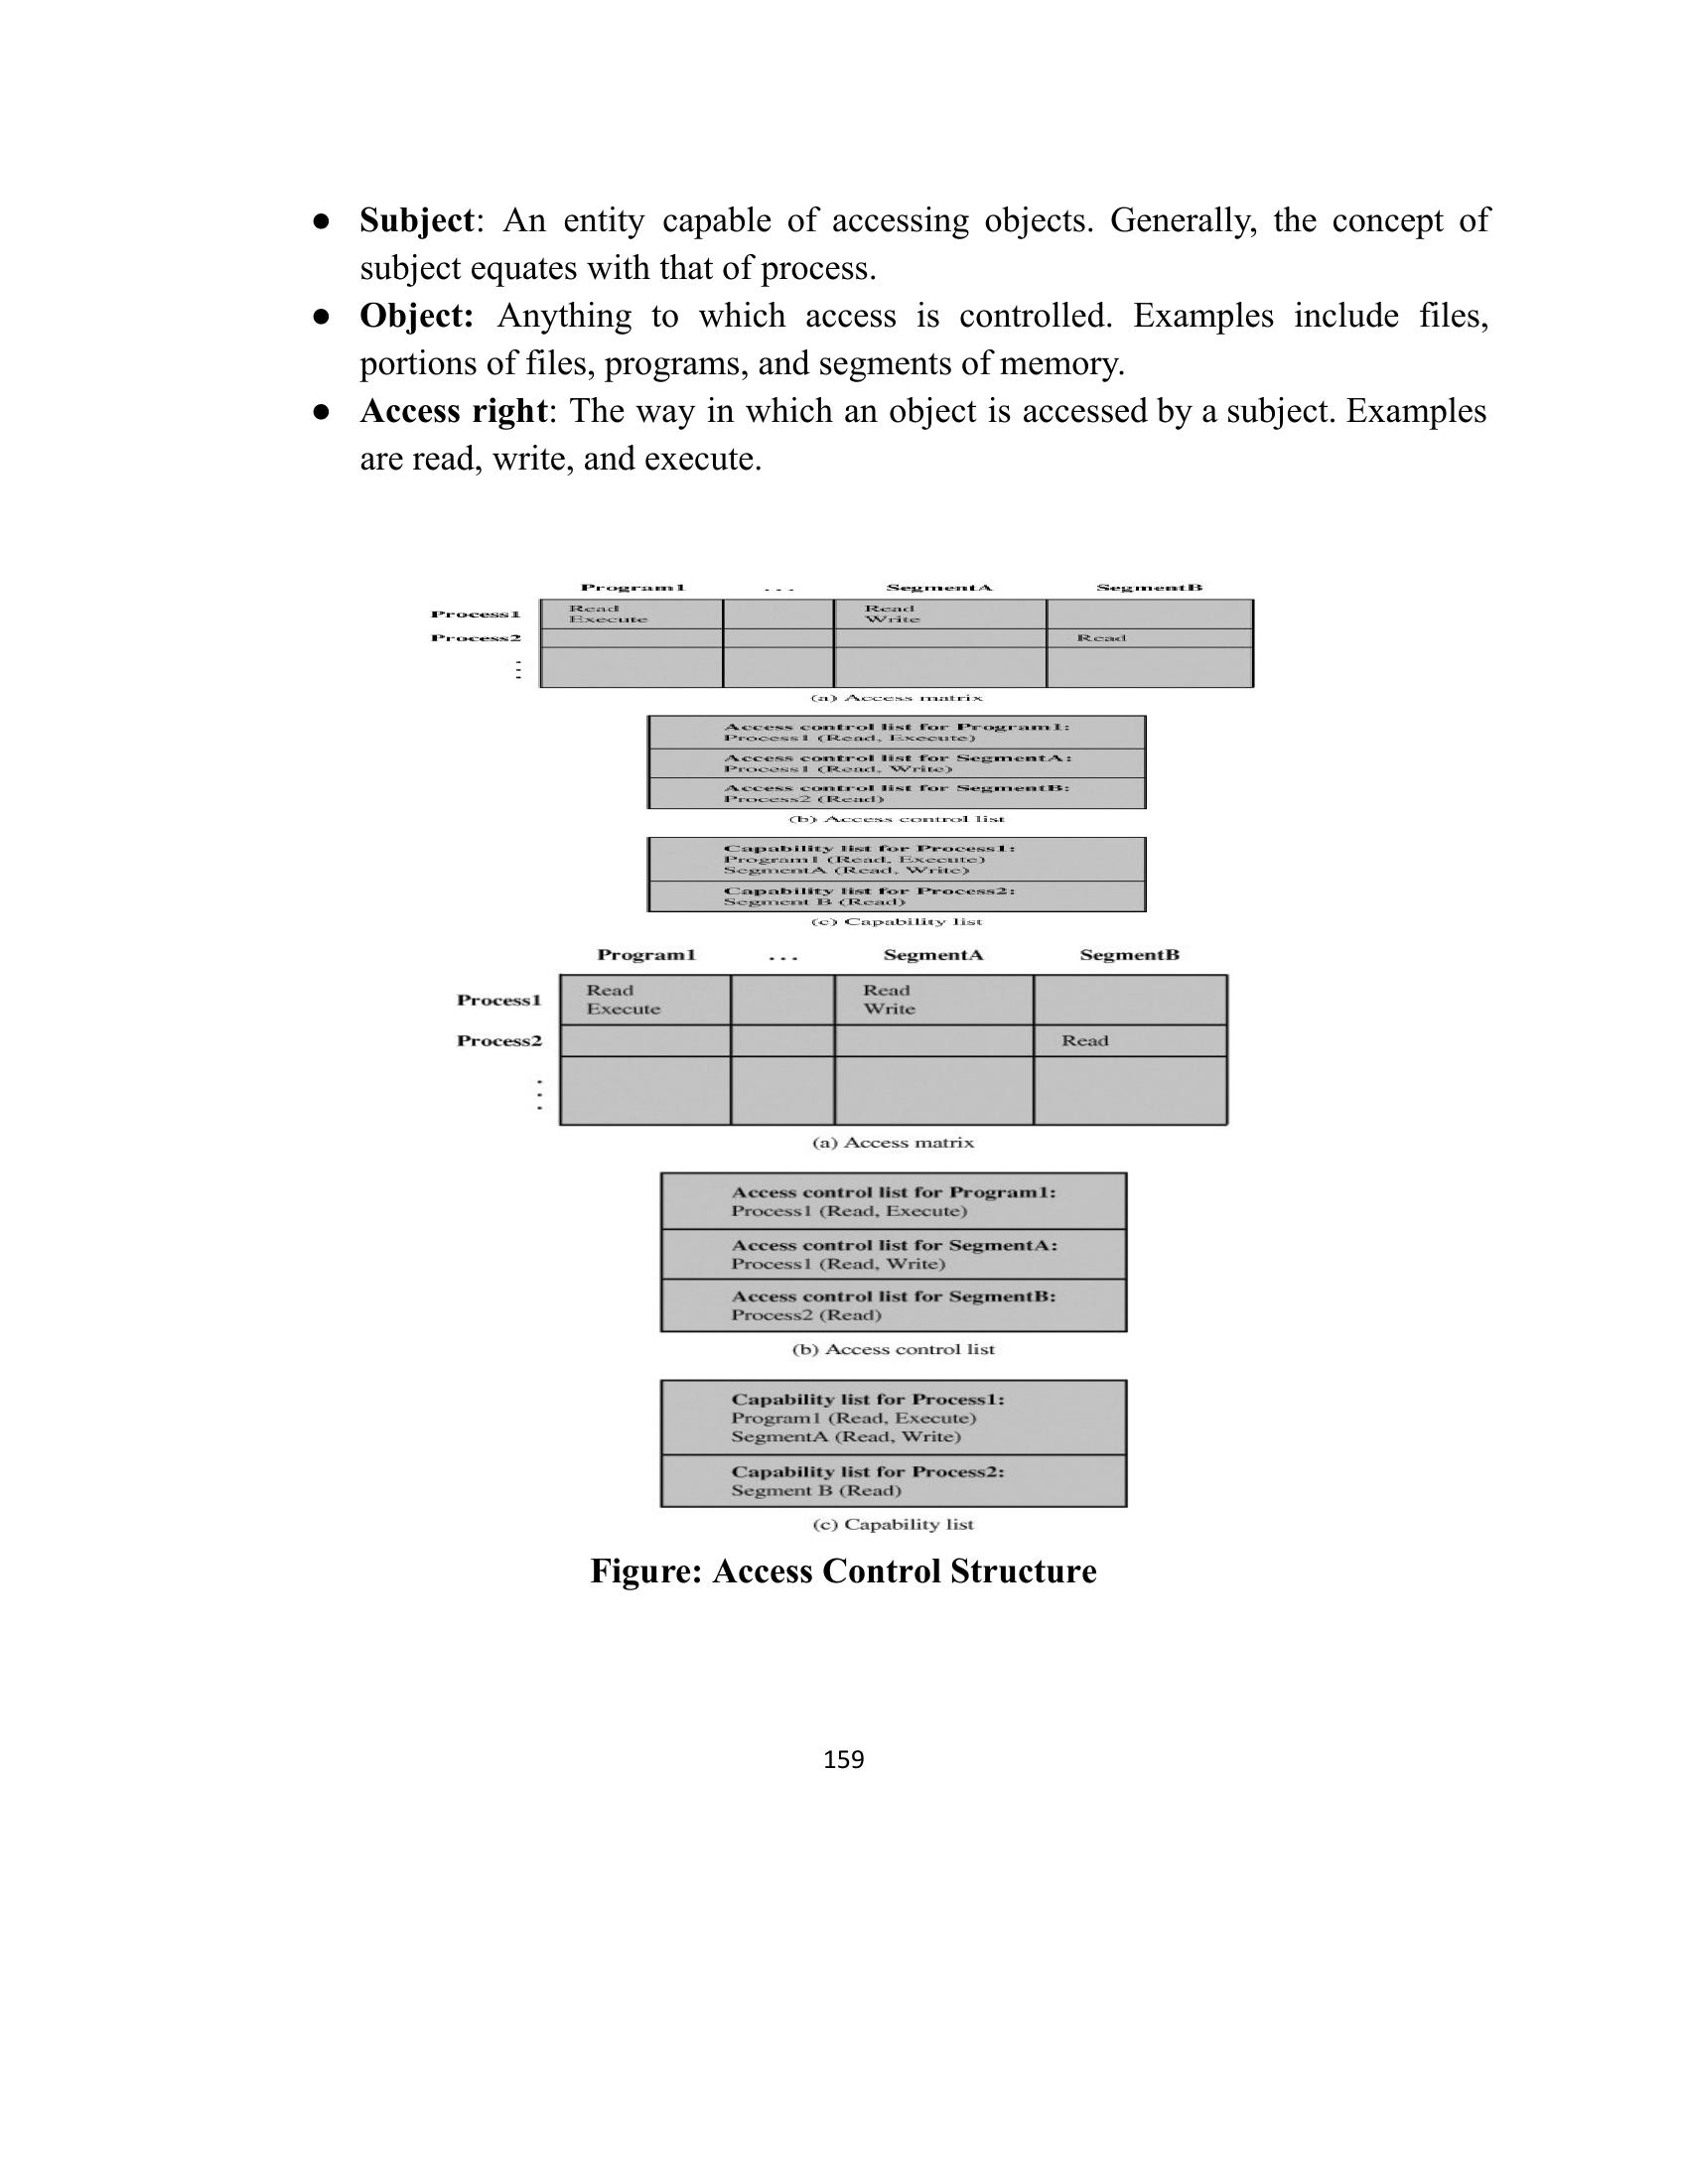 ● Subject: An entity capable of accessing objects. Generally, the concept of
subject equates with that of process.
● Object: Anything to which access is controlled. Examples include files,
portions of files, programs, and segments of memory.
● Access right: The way in which an object is accessed by a subject. Examples
are read, write, and execute.
Program1 ... SegmentA SegmentB
Process1 Read Read
Execute Write
Process2 Read
(a) Access matrix
Access control list for Program1:
Process1 (Read, Execute)
Access control list for SegmentA:
Process1 (Read, Write)
Access control list for SegmentB:
Process2 (Read)
(b) Access control list
Capability list for Process1:
Program1 (Read, Execute)
SegmentA (Read, Write)
Capability list for Process2:
Segment B (Read)
(c) Capability list
Program1 ... SegmentA SegmentB
Process1 Read Read
Execute Write
Process2 Read
(a) Access matrix
Access control list for Program1:
Process1 (Read, Execute)
Access control list for SegmentA:
Process1 (Read, Write)
Access control list for SegmentB:
Process2 (Read)
(b) Access control list
Capability list for Process1:
Program1 (Read, Execute)
SegmentA (Read, Write)
Capability list for Process2:
Segment B (Read)
(c) Capability list
Figure: Access Control Structure
159